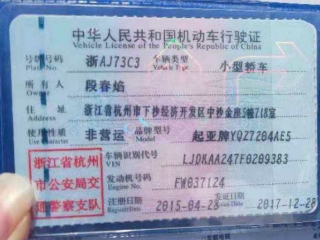 中华人民共和国机动车行驶证
Vehicle License of the People's Republic of China
号牌号码 浙AJ73C3 车辆类型 小型轿车
Plate No. Vehicle Type
所有人 段春焰
Owner
住址 浙江省杭州市下沙经济开发区中沙金座5幢718室
Address
使用性质 非营运 品牌型号 起亚牌YQZ7204AE5
Use Character Model
浙江省杭州
市公安局交
通警察支队
车辆识别代号 LJDKAA247F0209383
VIN
发动机号码 FW037124
Engine No.
注册日期 2015-04-23 发证日期 2017-12-28
Register Date Issue Date